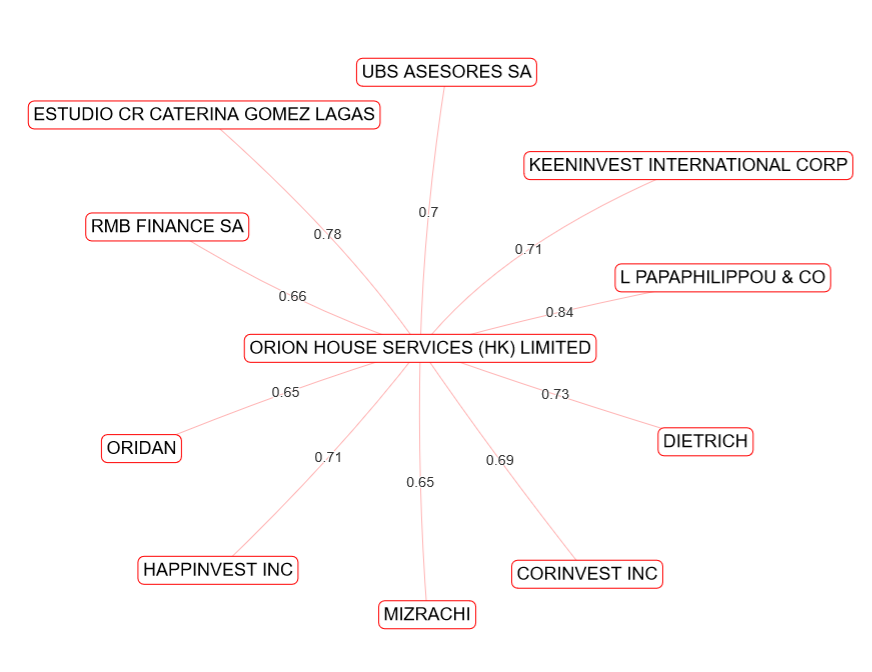 UBS ASESORES SA
ESTUDIO CR CATERINA GOMEZ LAGAS
KEENINVEST INTERNATIONAL CORP
0.7
RMB FINANCE SA
0.78
0.71
L PAPAPHILIPPOU & CO
0.66
0.84
ORION HOUSE SERVICES (HK) LIMITED
0.65
0.73
DIETRICH
ORIDAN
0.71
0.69
0.65
HAPPINVEST INC
CORINVEST INC
MIZRACHI